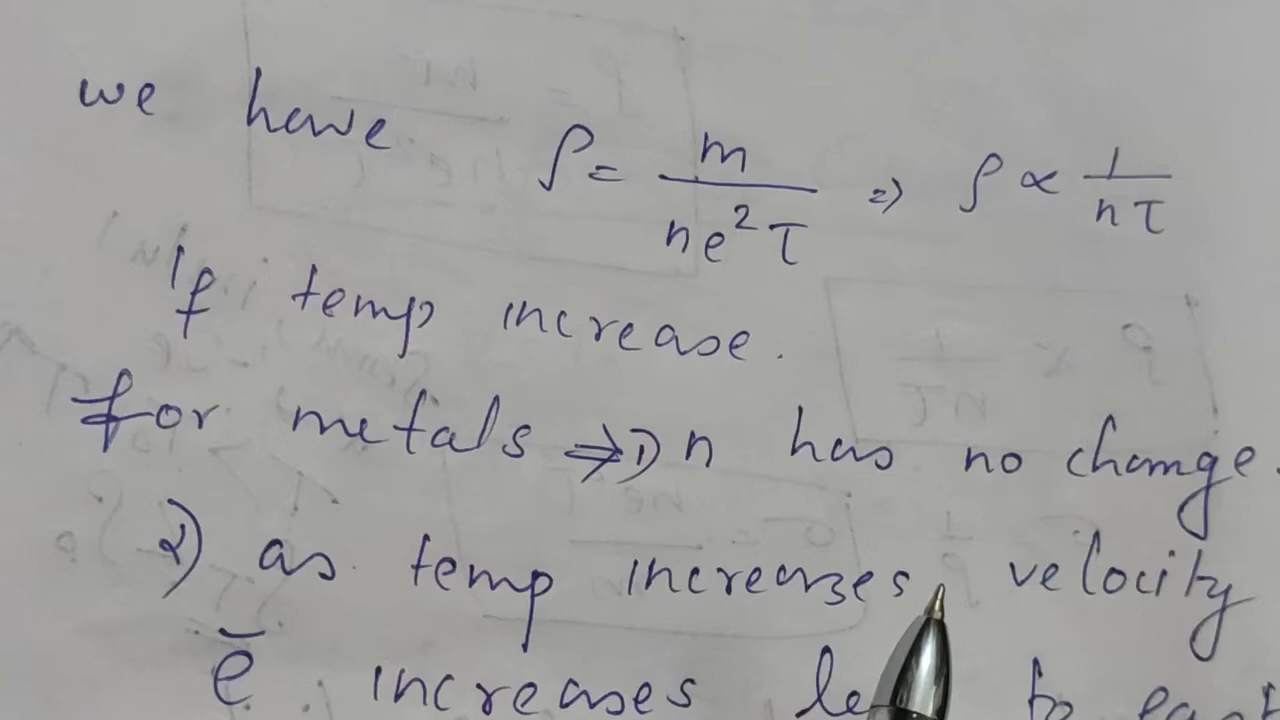 we have ρ = m / ne²τ ⇒ ρ ∝ 1 / nτ
If temp increase.
for metals ⇒ 1) n has no change.
2) as temp increases, velocity
e̅ increases to